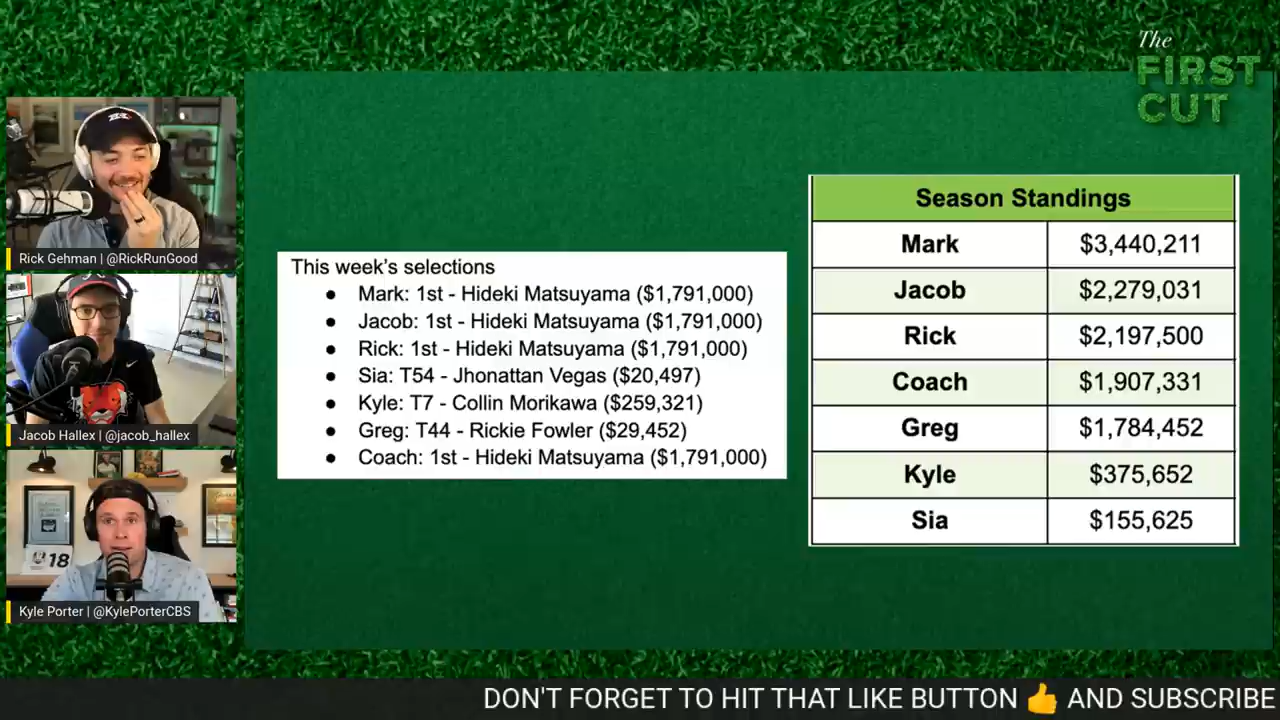 The
FIRST
CUT
Rick Gehman | @RickRunGood
Jacob Hallex | @jacob_hallex
18
Kyle Porter | @KylePorterCBS
This week's selections
• Mark: 1st - Hideki Matsuyama ($1,791,000)
• Jacob: 1st - Hideki Matsuyama ($1,791,000)
• Rick: 1st - Hideki Matsuyama ($1,791,000)
• Sia: T54 - Jhonattan Vegas ($20,497)
• Kyle: T7 - Collin Morikawa ($259,321)
• Greg: T44 - Rickie Fowler ($29,452)
• Coach: 1st - Hideki Matsuyama ($1,791,000)
Season Standings
Mark $3,440,211
Jacob $2,279,031
Rick $2,197,500
Coach $1,907,331
Greg $1,784,452
Kyle $375,652
Sia $155,625
DON'T FORGET TO HIT THAT LIKE BUTTON 👍 AND SUBSCRIBE